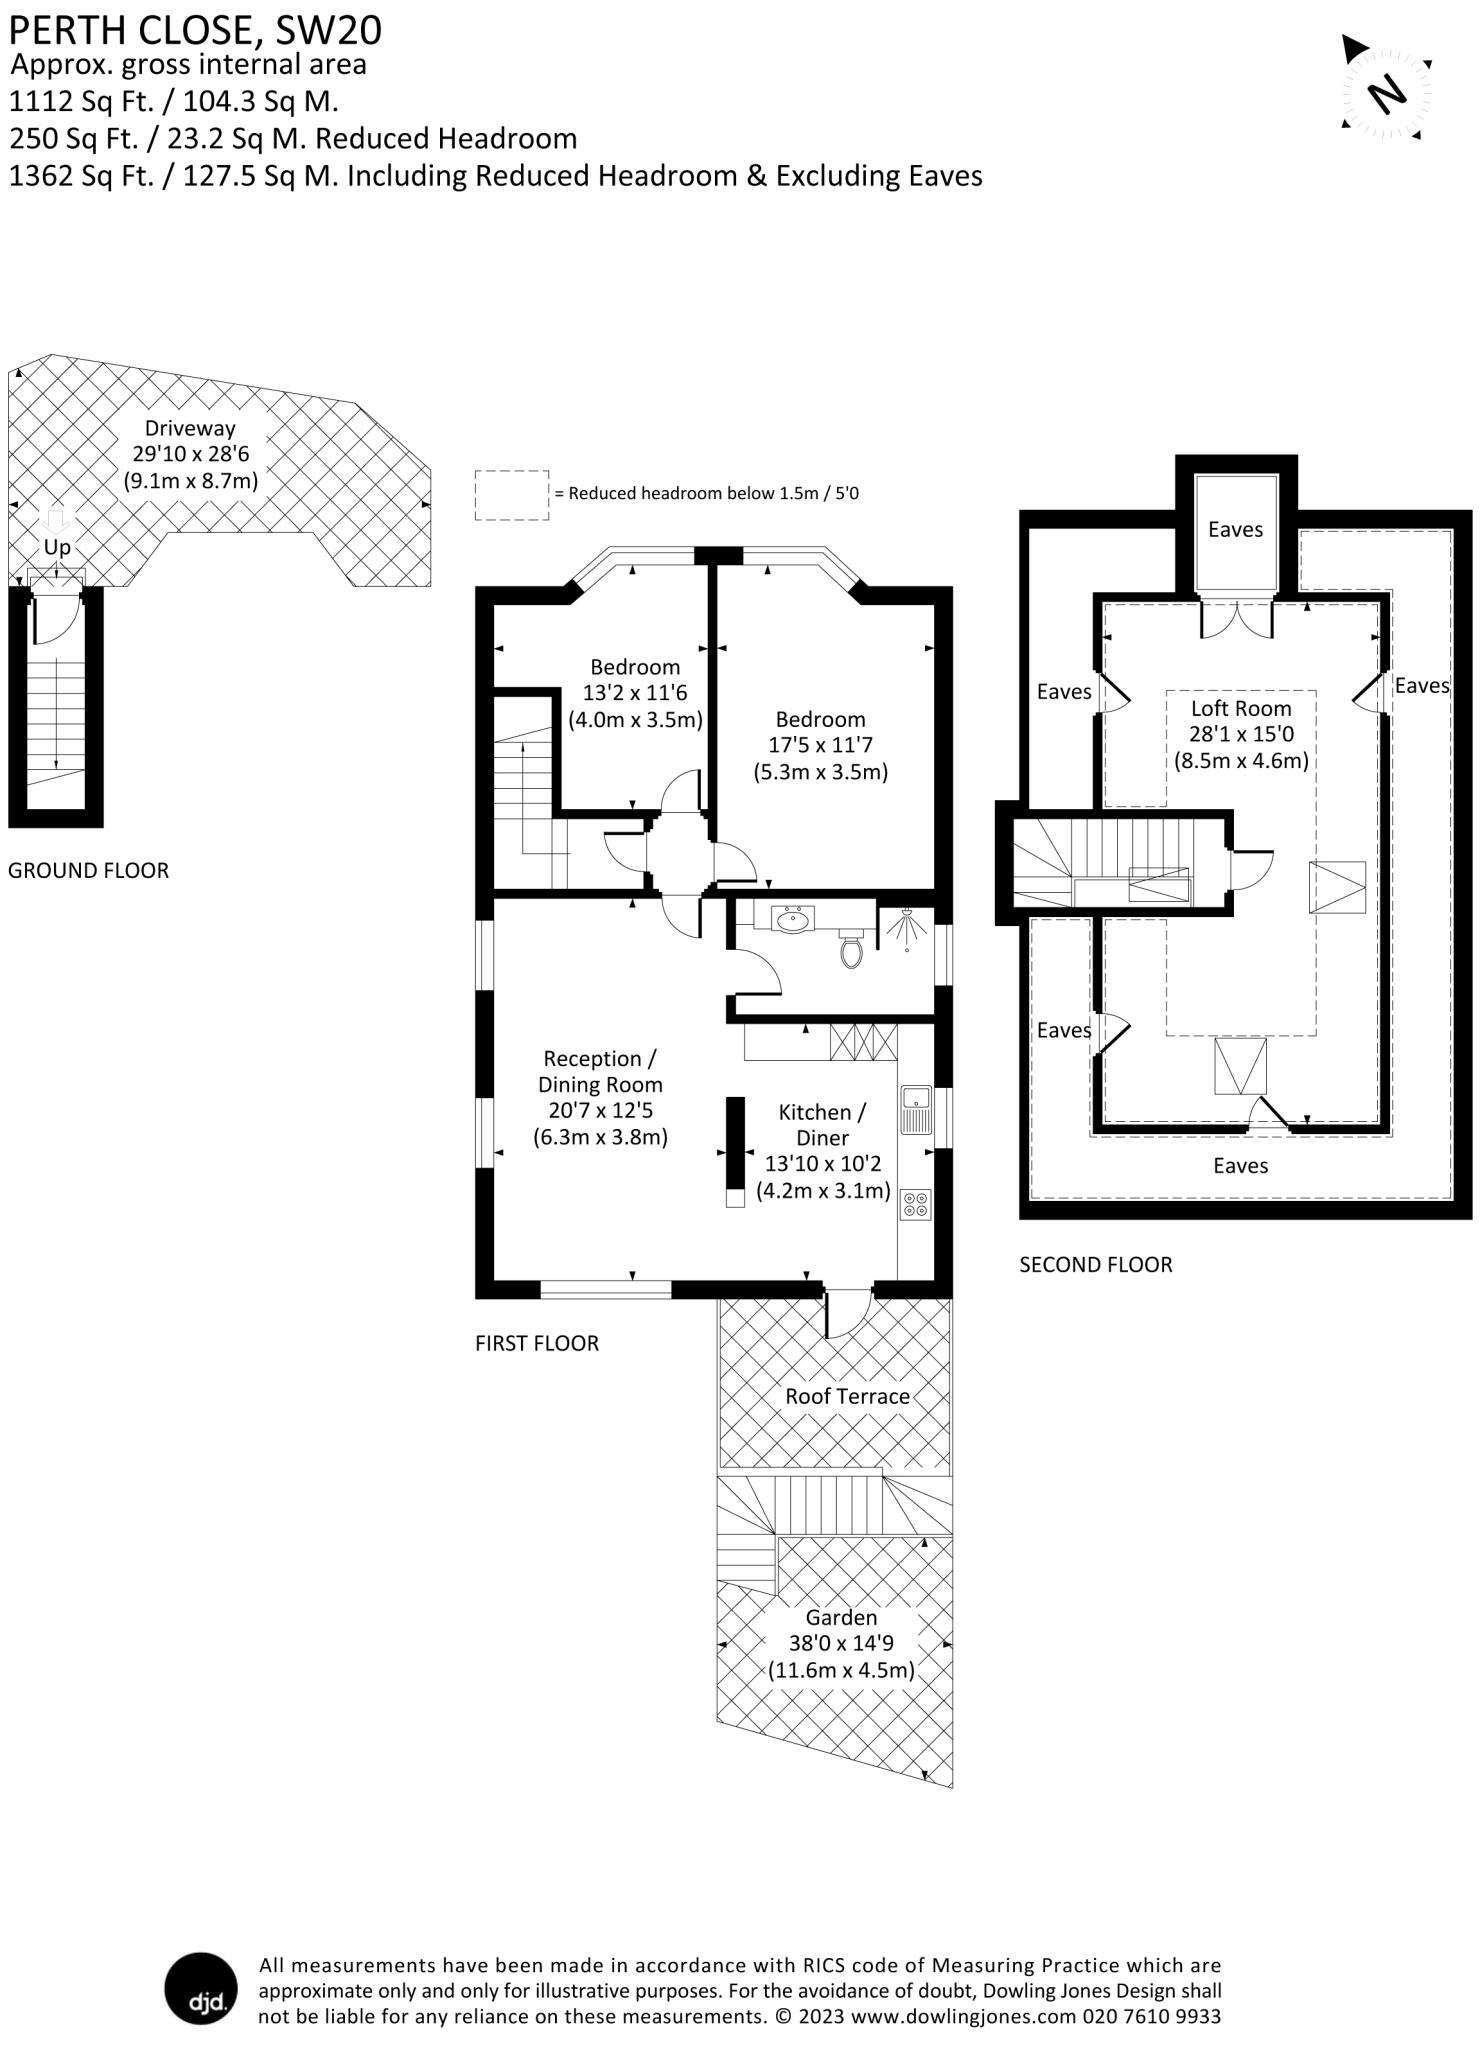 PERTH CLOSE, SW20
Approx. gross internal area
1112 Sq Ft. / 104.3 Sq M.
250 Sq Ft. / 23.2 Sq M. Reduced Headroom
1362 Sq Ft. / 127.5 Sq M. Including Reduced Headroom & Excluding Eaves
N
Driveway
29'10 x 28'6
(9.1m x 8.7m)
Up
GROUND FLOOR
= Reduced headroom below 1.5m / 5'0
Bedroom
13'2 x 11'6
(4.0m x 3.5m)
Bedroom
17'5 x 11'7
(5.3m x 3.5m)
Reception /
Dining Room
20'7 x 12'5
(6.3m x 3.8m)
Kitchen /
Diner
13'10 x 10'2
(4.2m x 3.1m)
FIRST FLOOR
Roof Terrace
Garden
38'0 x 14'9
(11.6m x 4.5m)
Eaves
Eaves
Eaves
Loft Room
28'1 x 15'0
(8.5m x 4.6m)
Eaves
Eaves
SECOND FLOOR
djd.
All measurements have been made in accordance with RICS code of Measuring Practice which are
approximate only and only for illustrative purposes. For the avoidance of doubt, Dowling Jones Design shall
not be liable for any reliance on these measurements. © 2023 www.dowlingjones.com 020 7610 9933